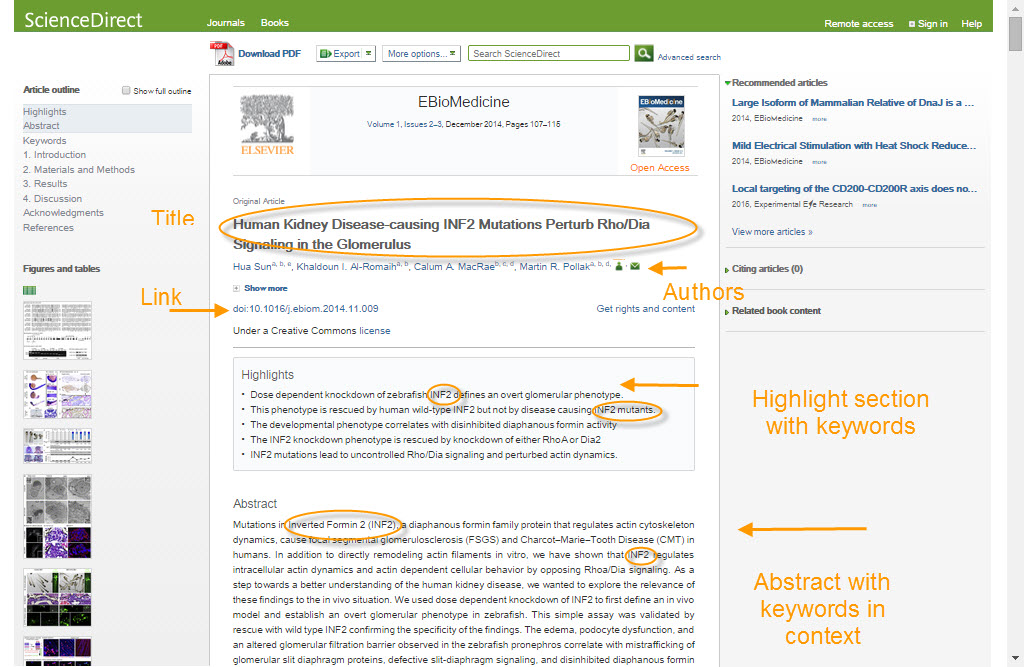 ScienceDirect
Journals Books
Remote access Sign in Help
Download PDF Export More options... Search ScienceDirect Advanced search
Article outline Show full outline
Highlights
Abstract
Keywords
1. Introduction
2. Materials and Methods
3. Results
4. Discussion
Acknowledgments
References
Figures and tables
Title
Link
ELSEVIER
EBioMedicine
Volume 1, Issues 2–3, December 2014, Pages 107–115
EBioMedicine
Open Access
Original Article
Human Kidney Disease-causing INF2 Mutations Perturb Rho/Dia
Signaling in the Glomerulus
Hua Sun a, b, e, Khaldoun I. Al-Romaih a, b, Calum A. MacRae b, c, d, Martin R. Pollak a, b, d,
Authors
Show more
doi:10.1016/j.ebiom.2014.11.009 Get rights and content
Under a Creative Commons license
Highlights
• Dose dependent knockdown of zebrafish INF2 defines an overt glomerular phenotype.
• This phenotype is rescued by human wild-type INF2 but not by disease causing INF2 mutants.
• The developmental phenotype correlates with disinhibited diaphanous formin activity
• The INF2 knockdown phenotype is rescued by knockdown of either RhoA or Dia2
• INF2 mutations lead to uncontrolled Rho/Dia signaling and perturbed actin dynamics.
Abstract
Mutations in Inverted Formin 2 (INF2), a diaphanous formin family protein that regulates actin cytoskeleton
dynamics, cause focal segmental glomerulosclerosis (FSGS) and Charcot–Marie–Tooth Disease (CMT) in
humans. In addition to directly remodeling actin filaments in vitro, we have shown that INF2 regulates
intracellular actin dynamics and actin dependent cellular behavior by opposing Rhoa/Dia signaling. As a
step towards a better understanding of the human kidney disease, we wanted to explore the relevance of
these findings to the in vivo situation. We used dose dependent knockdown of INF2 to first define an in vivo
model and establish an overt glomerular phenotype in zebrafish. This simple assay was validated by
rescue with wild type INF2 confirming the specificity of the findings. The edema, podocyte dysfunction, and
an altered glomerular filtration barrier observed in the zebrafish pronephros correlate with mistrafficking of
glomerular slit diaphragm proteins, defective slit-diaphragm signaling, and disinhibited diaphanous formin
Recommended articles
Large Isoform of Mammalian Relative of DnaJ is a ...
2014, EBioMedicine more
Mild Electrical Stimulation with Heat Shock Reduce...
2014, EBioMedicine more
Local targeting of the CD200-CD200R axis does no...
2015, Experimental Eye Research more
View more articles »
Citing articles (0)
Related book content
Highlight section
with keywords
Abstract with
keywords in
context